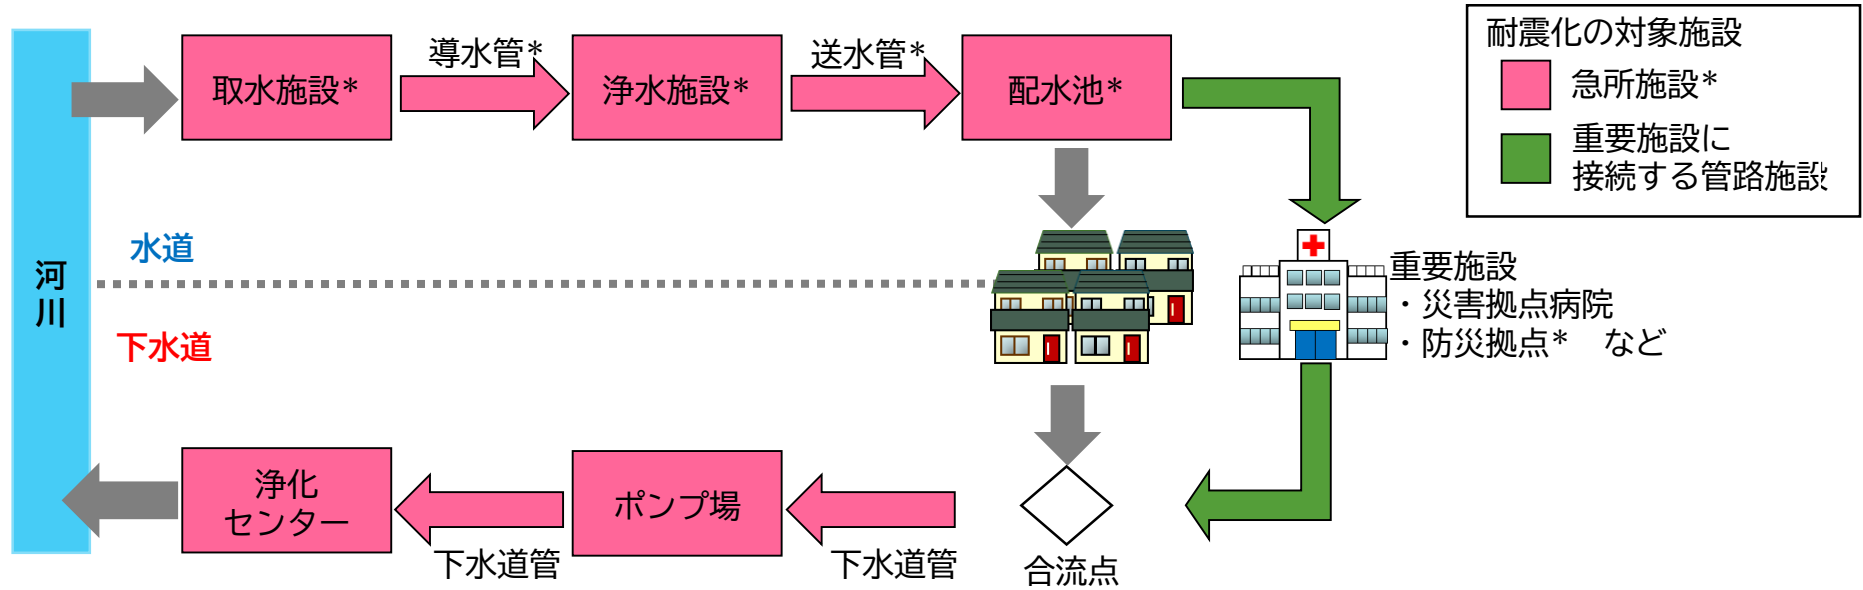 導水管*
送水管*
取水施設*
浄水施設*
配水池*
耐震化の対象施設
急所施設*
重要施設に
接続する管路施設
河
川
水道
下水道
重要施設
・災害拠点病院
・防災拠点*　など
浄化
センター
ポンプ場
下水道管
下水道管
合流点